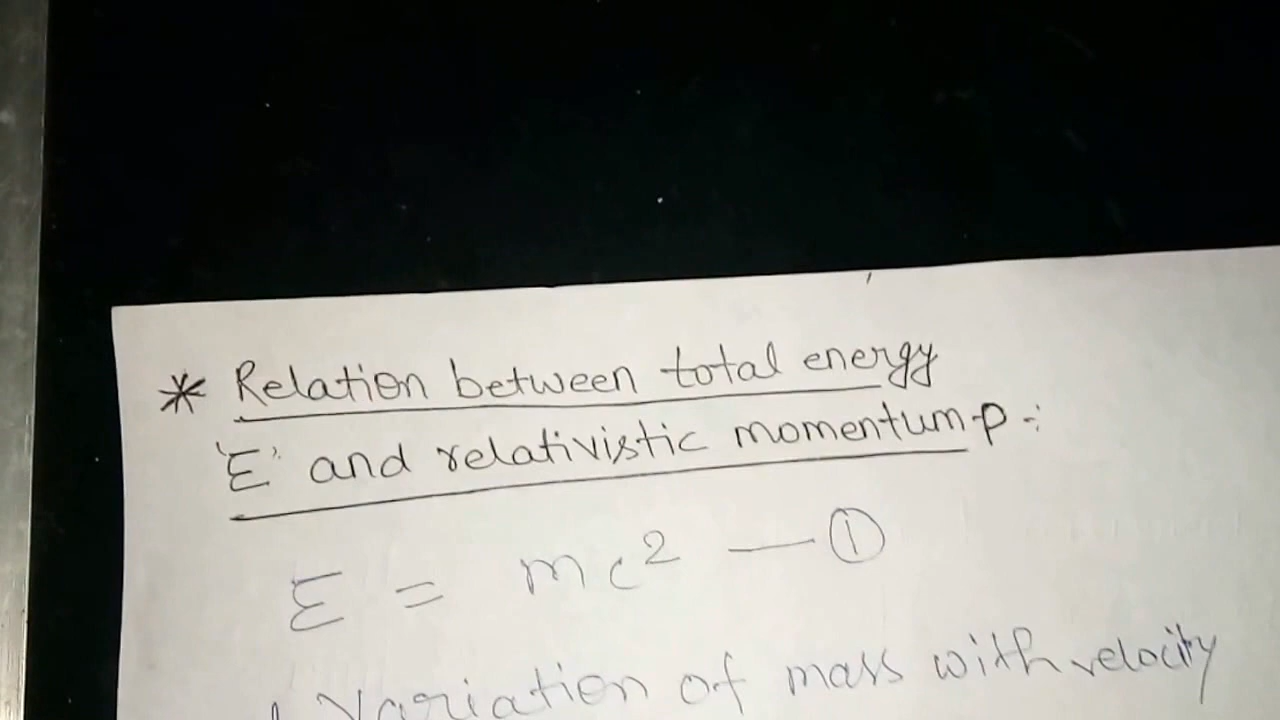 * Relation between total energy
'E' and relativistic momentum p :-
E = mc² — ①
Variation of mass with velocity